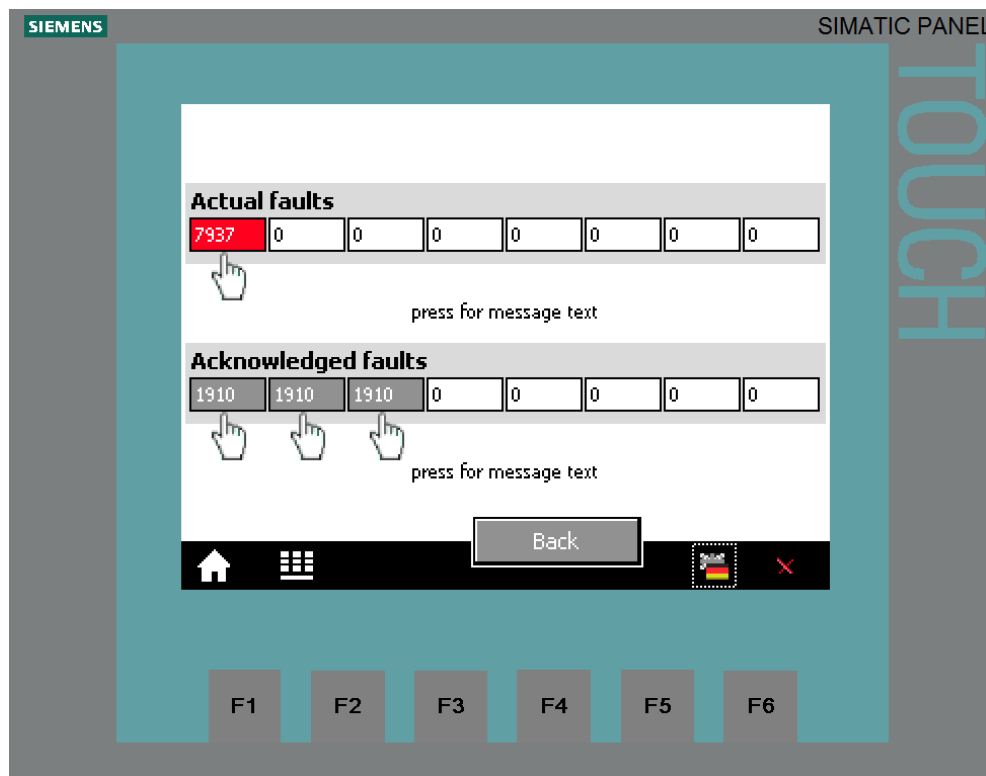 SIEMENS
SIMATIC PANEL
TOUCH
Actual faults
7937 0 0 0 0 0 0 0
press for message text
Acknowledged faults
1910 1910 1910 0 0 0 0 0
press for message text
Back
F1 F2 F3 F4 F5 F6